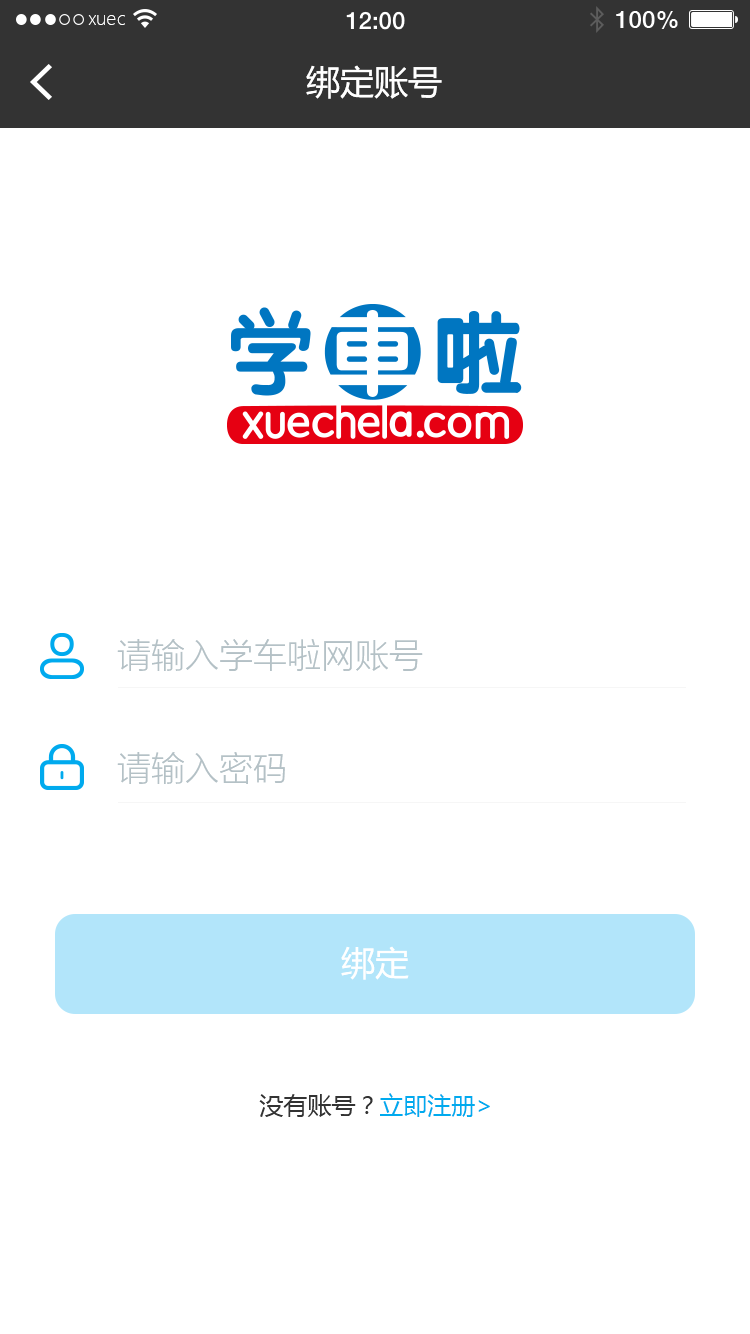 xuec
12:00
100%
绑定账号
学車啦
xuechela.com
请输入学车啦网账号
请输入密码
绑定
没有账号？立即注册>